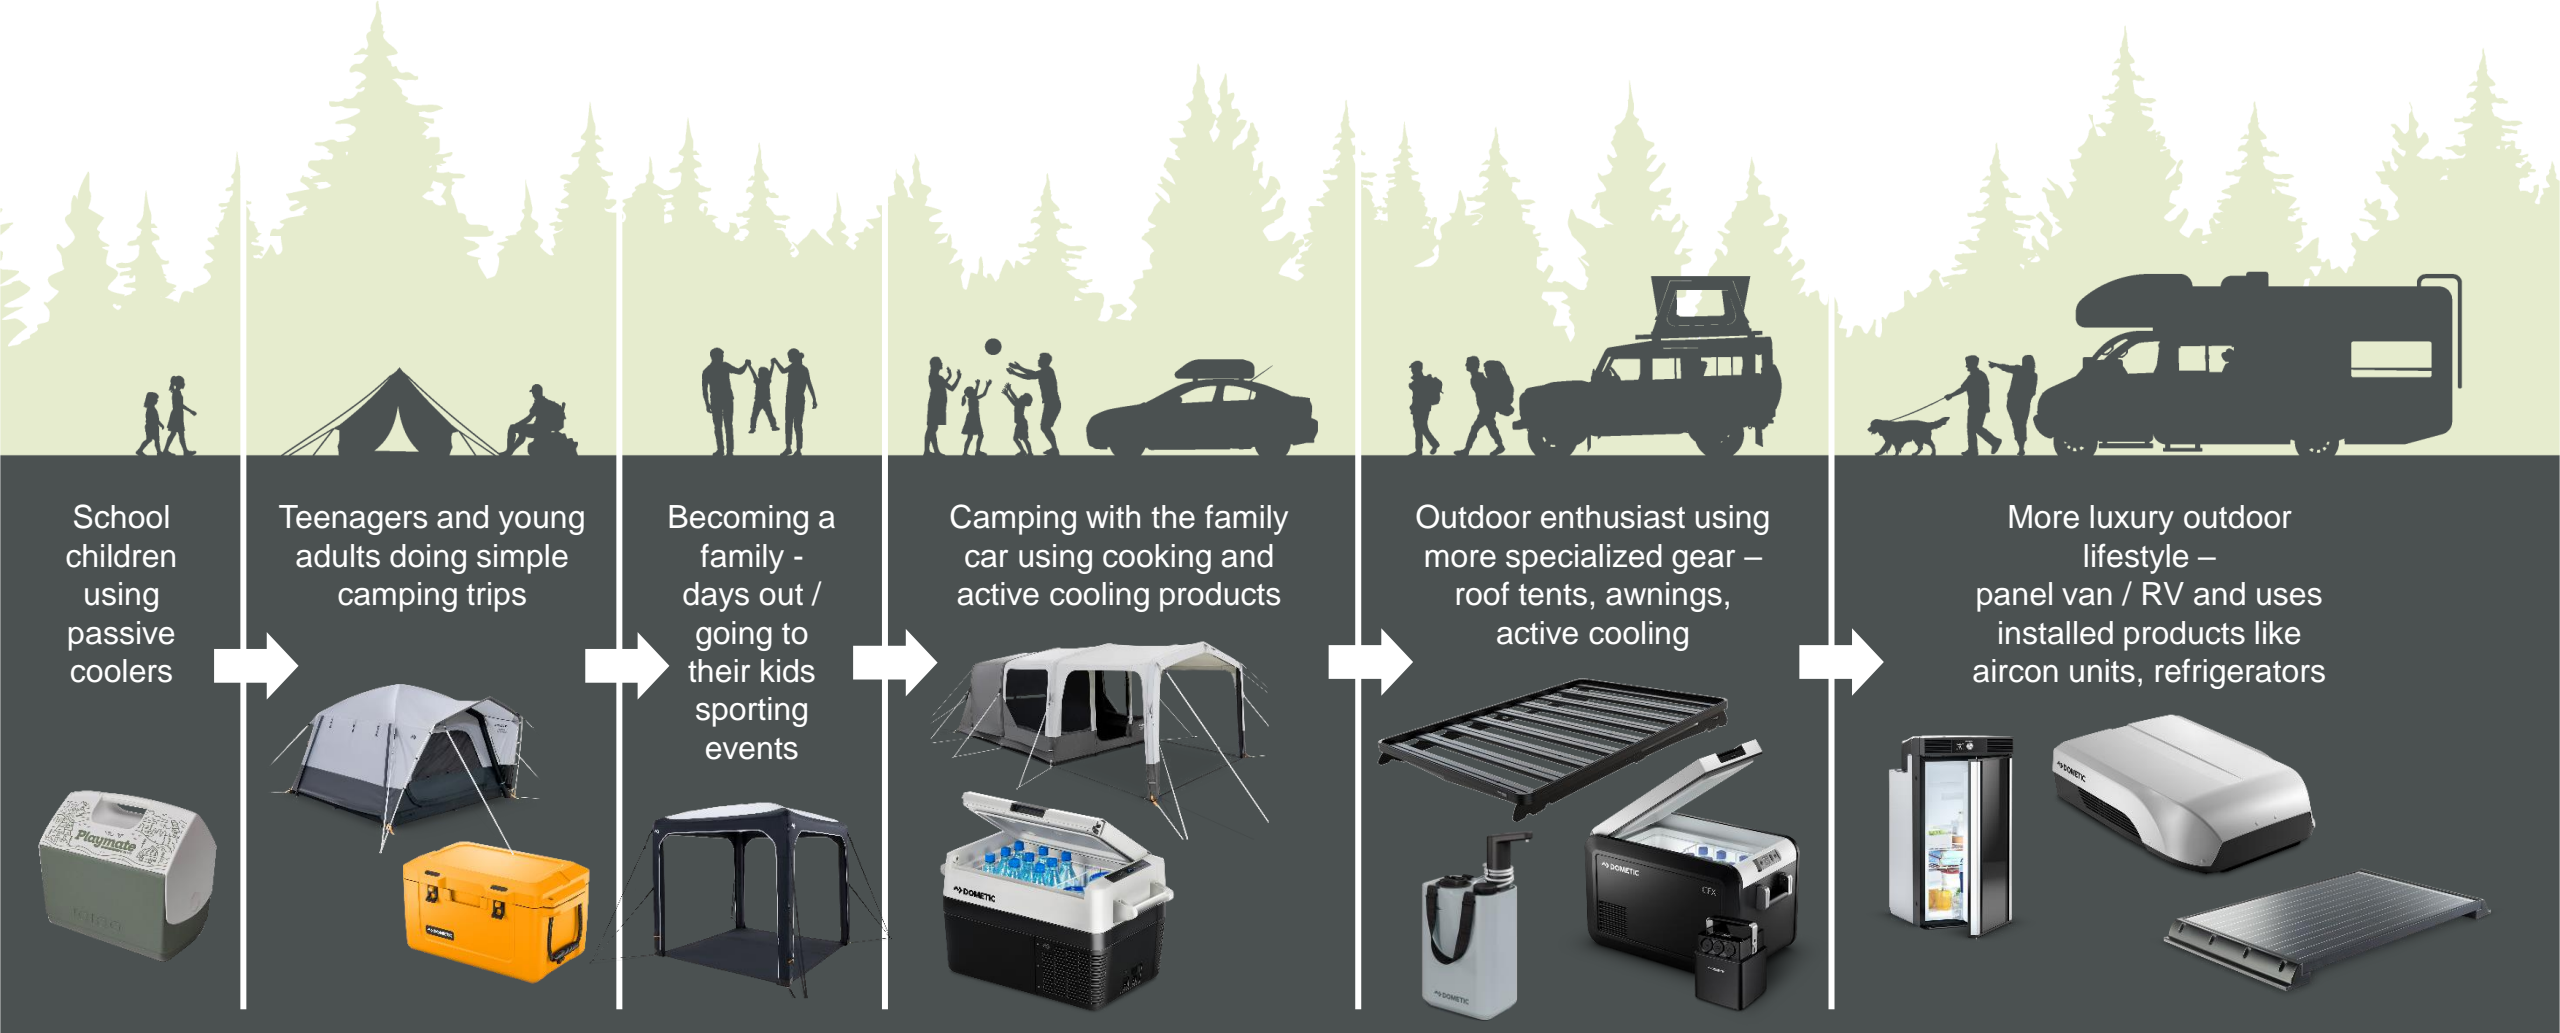 School
children
using
passive
coolers
Teenagers and young
adults doing simple
camping trips
Becoming a
family -
days out /
going to
their kids
sporting
events
Camping with the family
car using cooking and
active cooling products
Outdoor enthusiast using
more specialized gear –
roof tents, awnings,
active cooling
More luxury outdoor
lifestyle –
panel van / RV and uses
installed products like
aircon units, refrigerators
Playmate
IGLOO
DOMETIC
DOMETIC
DOMETIC
DOMETIC
CFX
DOMETIC